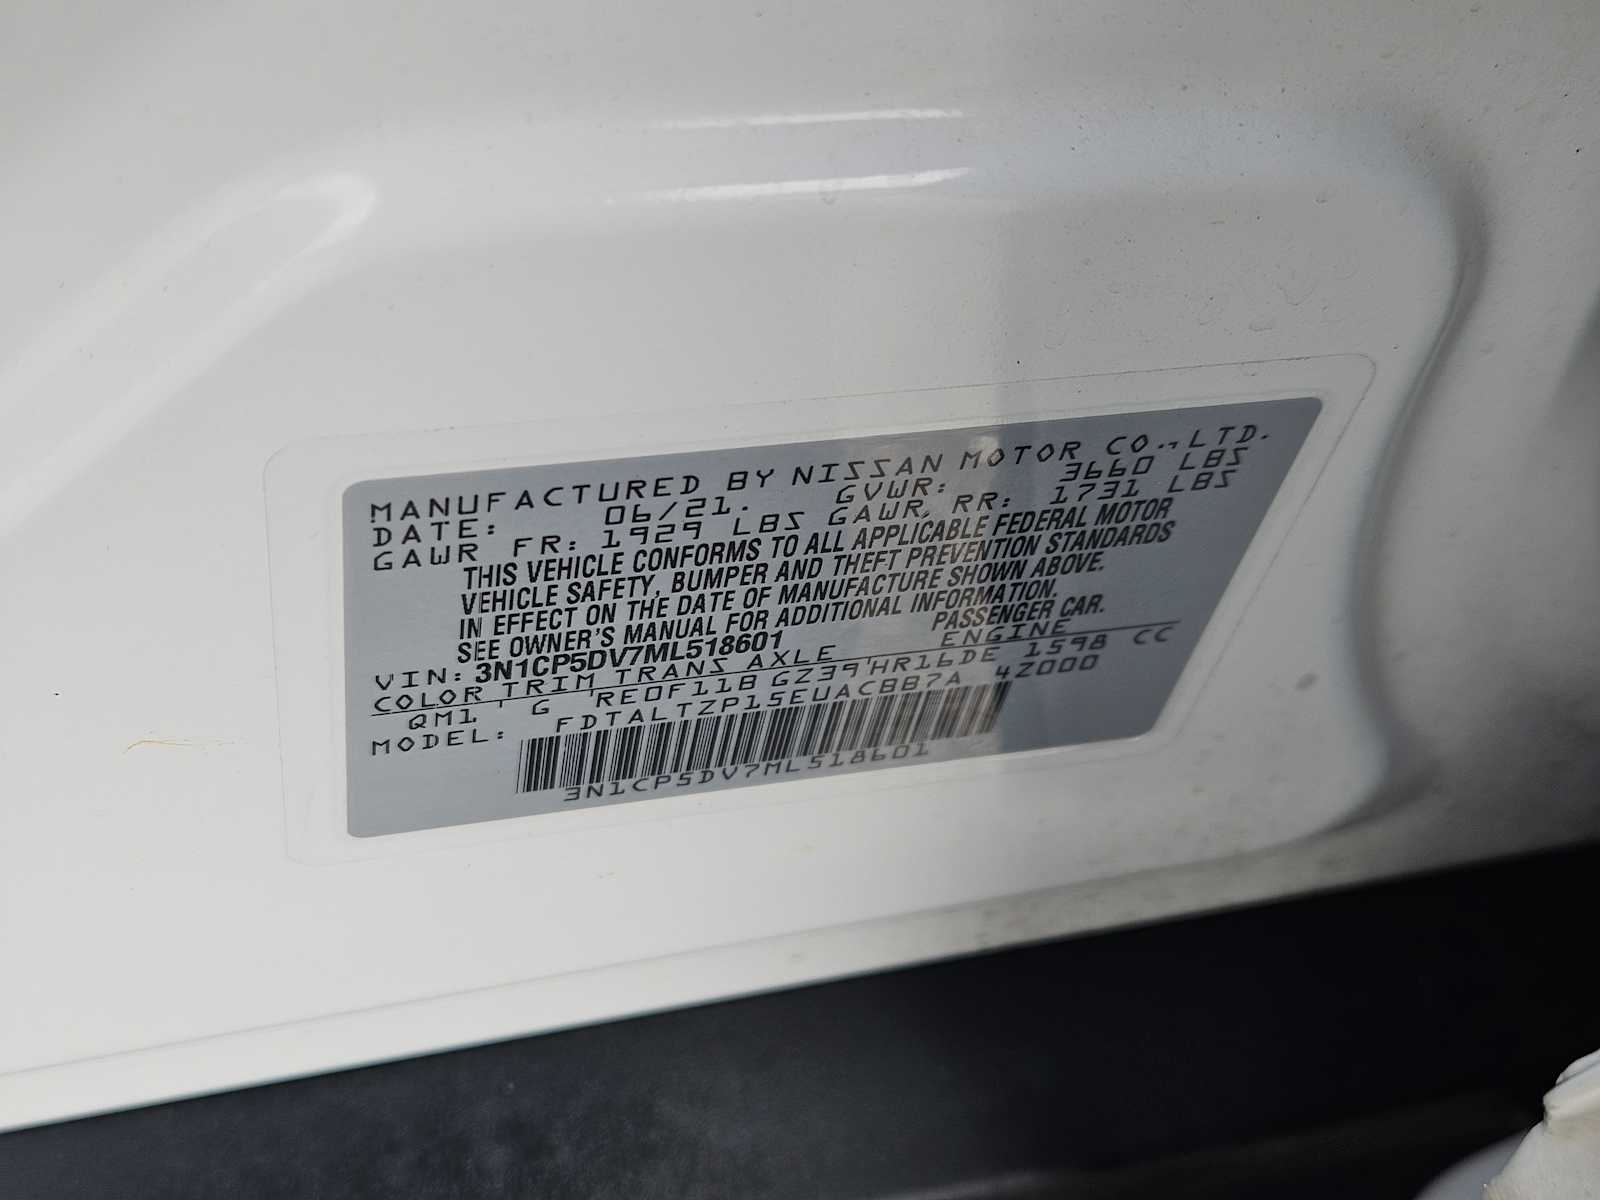 MANUFACTURED BY NISSAN MOTOR CO., LTD.
DATE: 06/21. GVWR: 3660 LBS
GAWR FR: 1929 LBS GAWR, RR: 1731 LBS
THIS VEHICLE CONFORMS TO ALL APPLICABLE FEDERAL MOTOR
VEHICLE SAFETY, BUMPER AND THEFT PREVENTION STANDARDS
IN EFFECT ON THE DATE OF MANUFACTURE SHOWN ABOVE.
SEE OWNER'S MANUAL FOR ADDITIONAL INFORMATION.
VIN: 3N1CP5DV7ML518601 PASSENGER CAR.
COLOR TRIM TRANS AXLE ENGINE
QM1 ' G 'RE0F11B GZ39'HR16DE 1598 CC
MODEL: FDTALTZP15EUACBB7A 4Z000
3N1CP5DV7ML518601